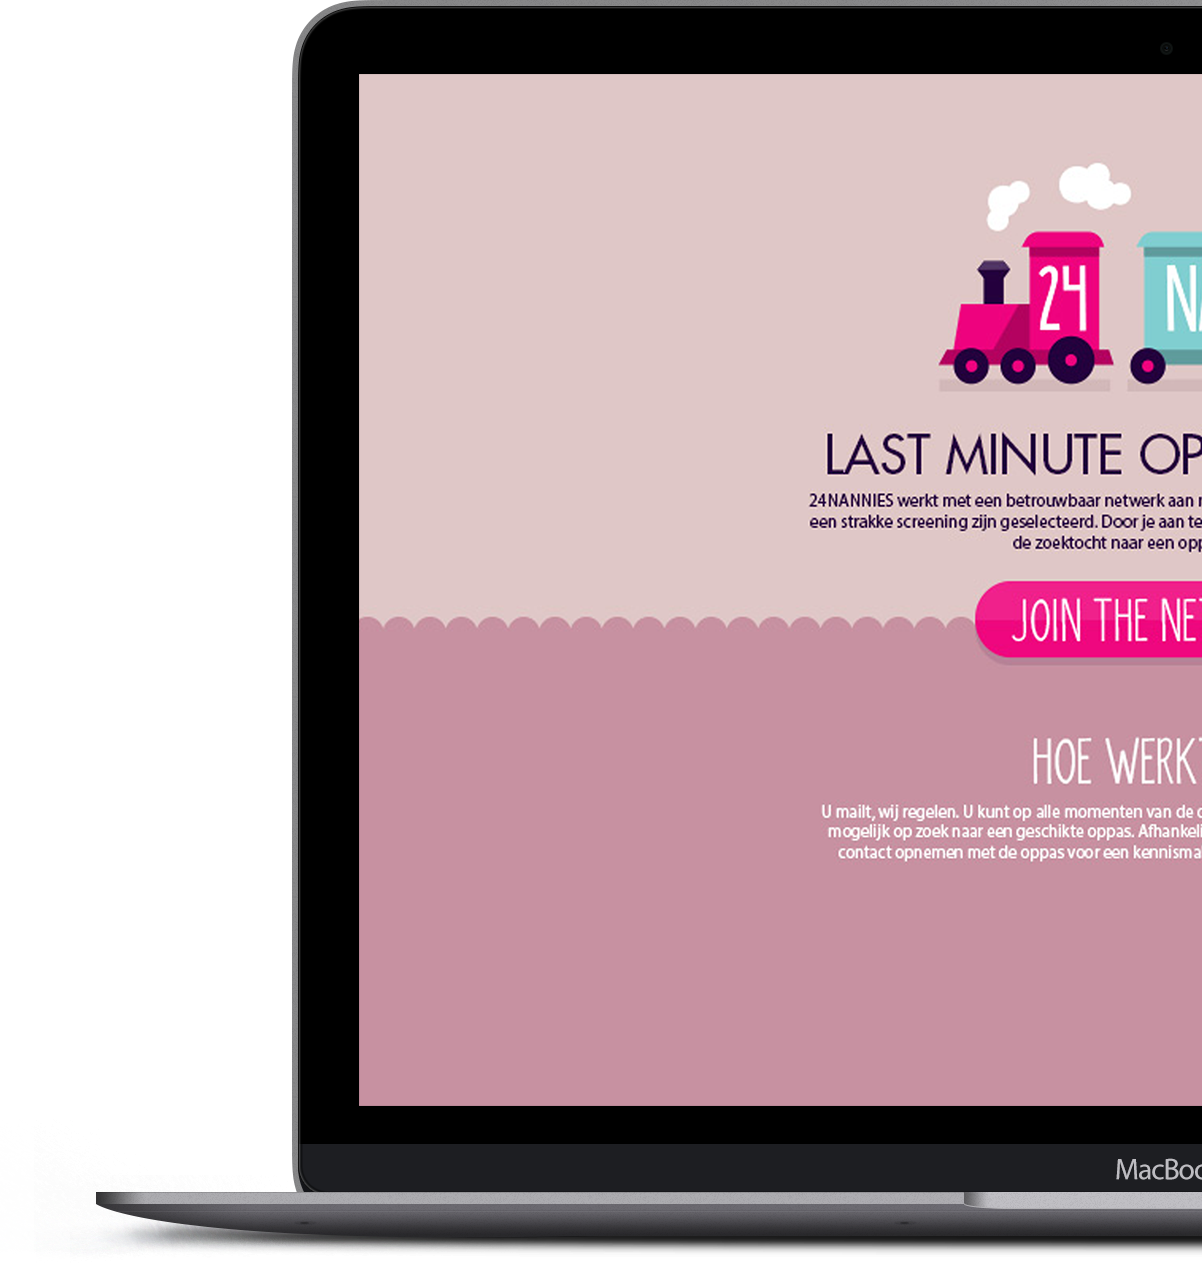 24 NA
LAST MINUTE OP
24NANNIES werkt met een betrouwbaar netwerk aan
een strakke screening zijn geselecteerd. Door je aan te
de zoektocht naar een opp
JOIN THE NET
HOE WERKT
U mailt, wij regelen. U kunt op alle momenten van de d
mogelijk op zoek naar een geschikte oppas. Afhankeli
contact opnemen met de oppas voor een kennisma
MacBoo